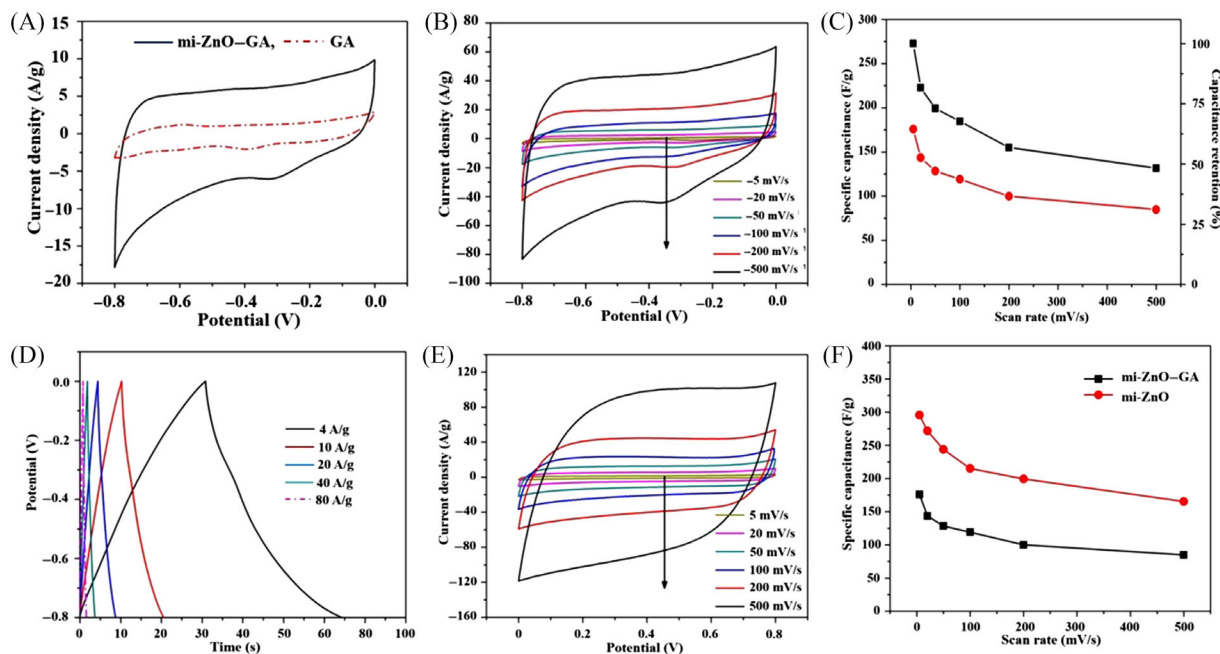 (A)
mi-ZnO–GA, GA
Current density (A/g)
15
10
5
0
–5
–10
–15
–20
–0.8
–0.6
–0.4
–0.2
0.0
Potential (V)
(B)
Current density (A/g)
80
60
40
20
0
–20
–40
–60
–80
–100
–0.8
–0.6
–0.4
–0.2
0.0
Potential (V)
–5 mV/s
–20 mV/s
–50 mV/s
–100 mV/s ¹
–200 mV/s ¹
–500 mV/s ¹
(C)
Specific capacitance (F/g)
300
250
200
150
100
50
0
0
100
200
300
400
500
Scan rate (mV/s)
100
75
50
25
0
Capacitance retention (%)
(D)
Potential (V)
0.0
–0.2
–0.4
–0.6
–0.8
0
10
20
30
40
50
60
70
80
90
100
Time (s)
4 A/g
10 A/g
20 A/g
40 A/g
80 A/g
(E)
Current density (A/g)
120
80
40
0
–40
–80
–120
–160
0
0.2
0.4
0.6
0.8
Potential (V)
5 mV/s
20 mV/s
50 mV/s
100 mV/s
200 mV/s
500 mV/s
(F)
Specific capacitance (F/g)
400
350
300
250
200
150
100
50
0
0
100
200
300
400
500
Scan rate (mV/s)
mi-ZnO–GA
mi-ZnO